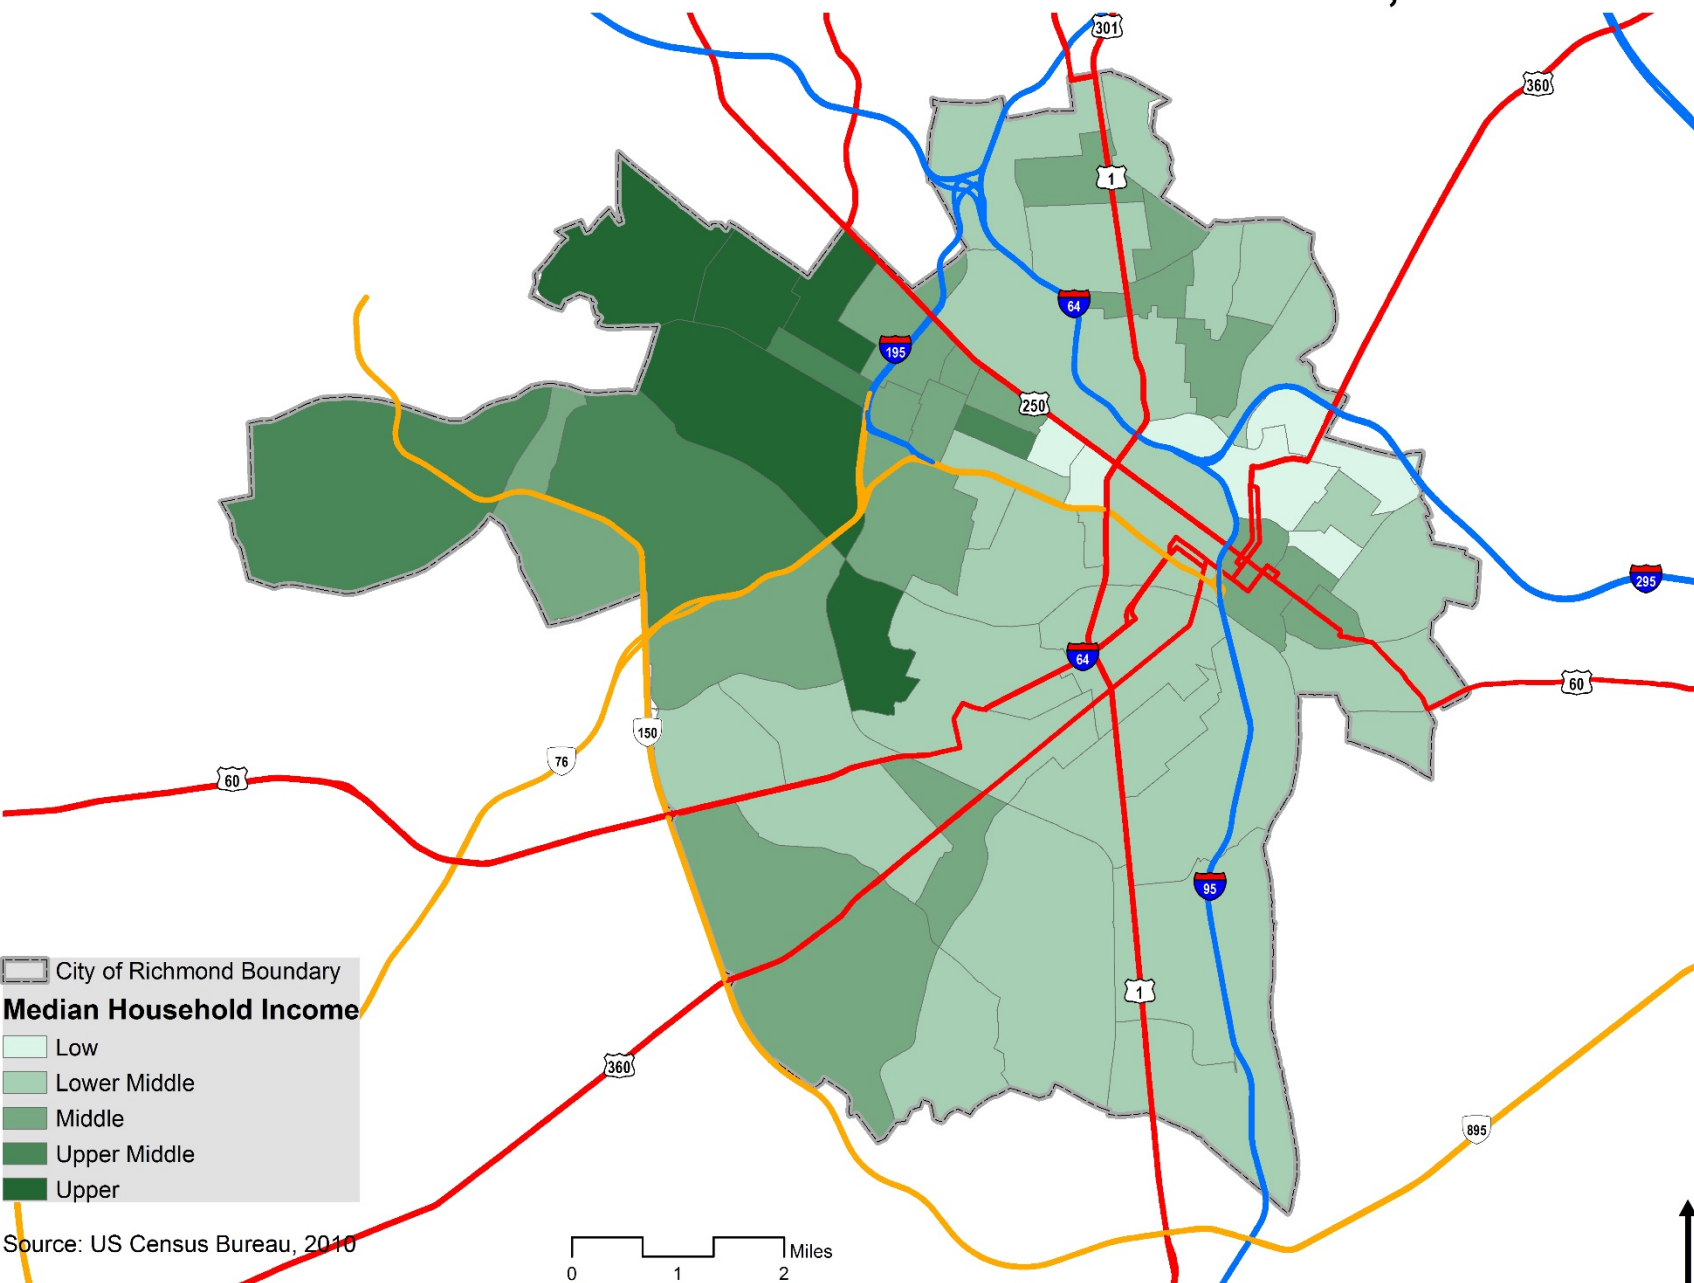 301
360
1
64
195
250
295
60
64
150
76
60
95
1
360
895
City of Richmond Boundary
Median Household Income
Low
Lower Middle
Middle
Upper Middle
Upper
Source: US Census Bureau, 2010
Miles
0 1 2